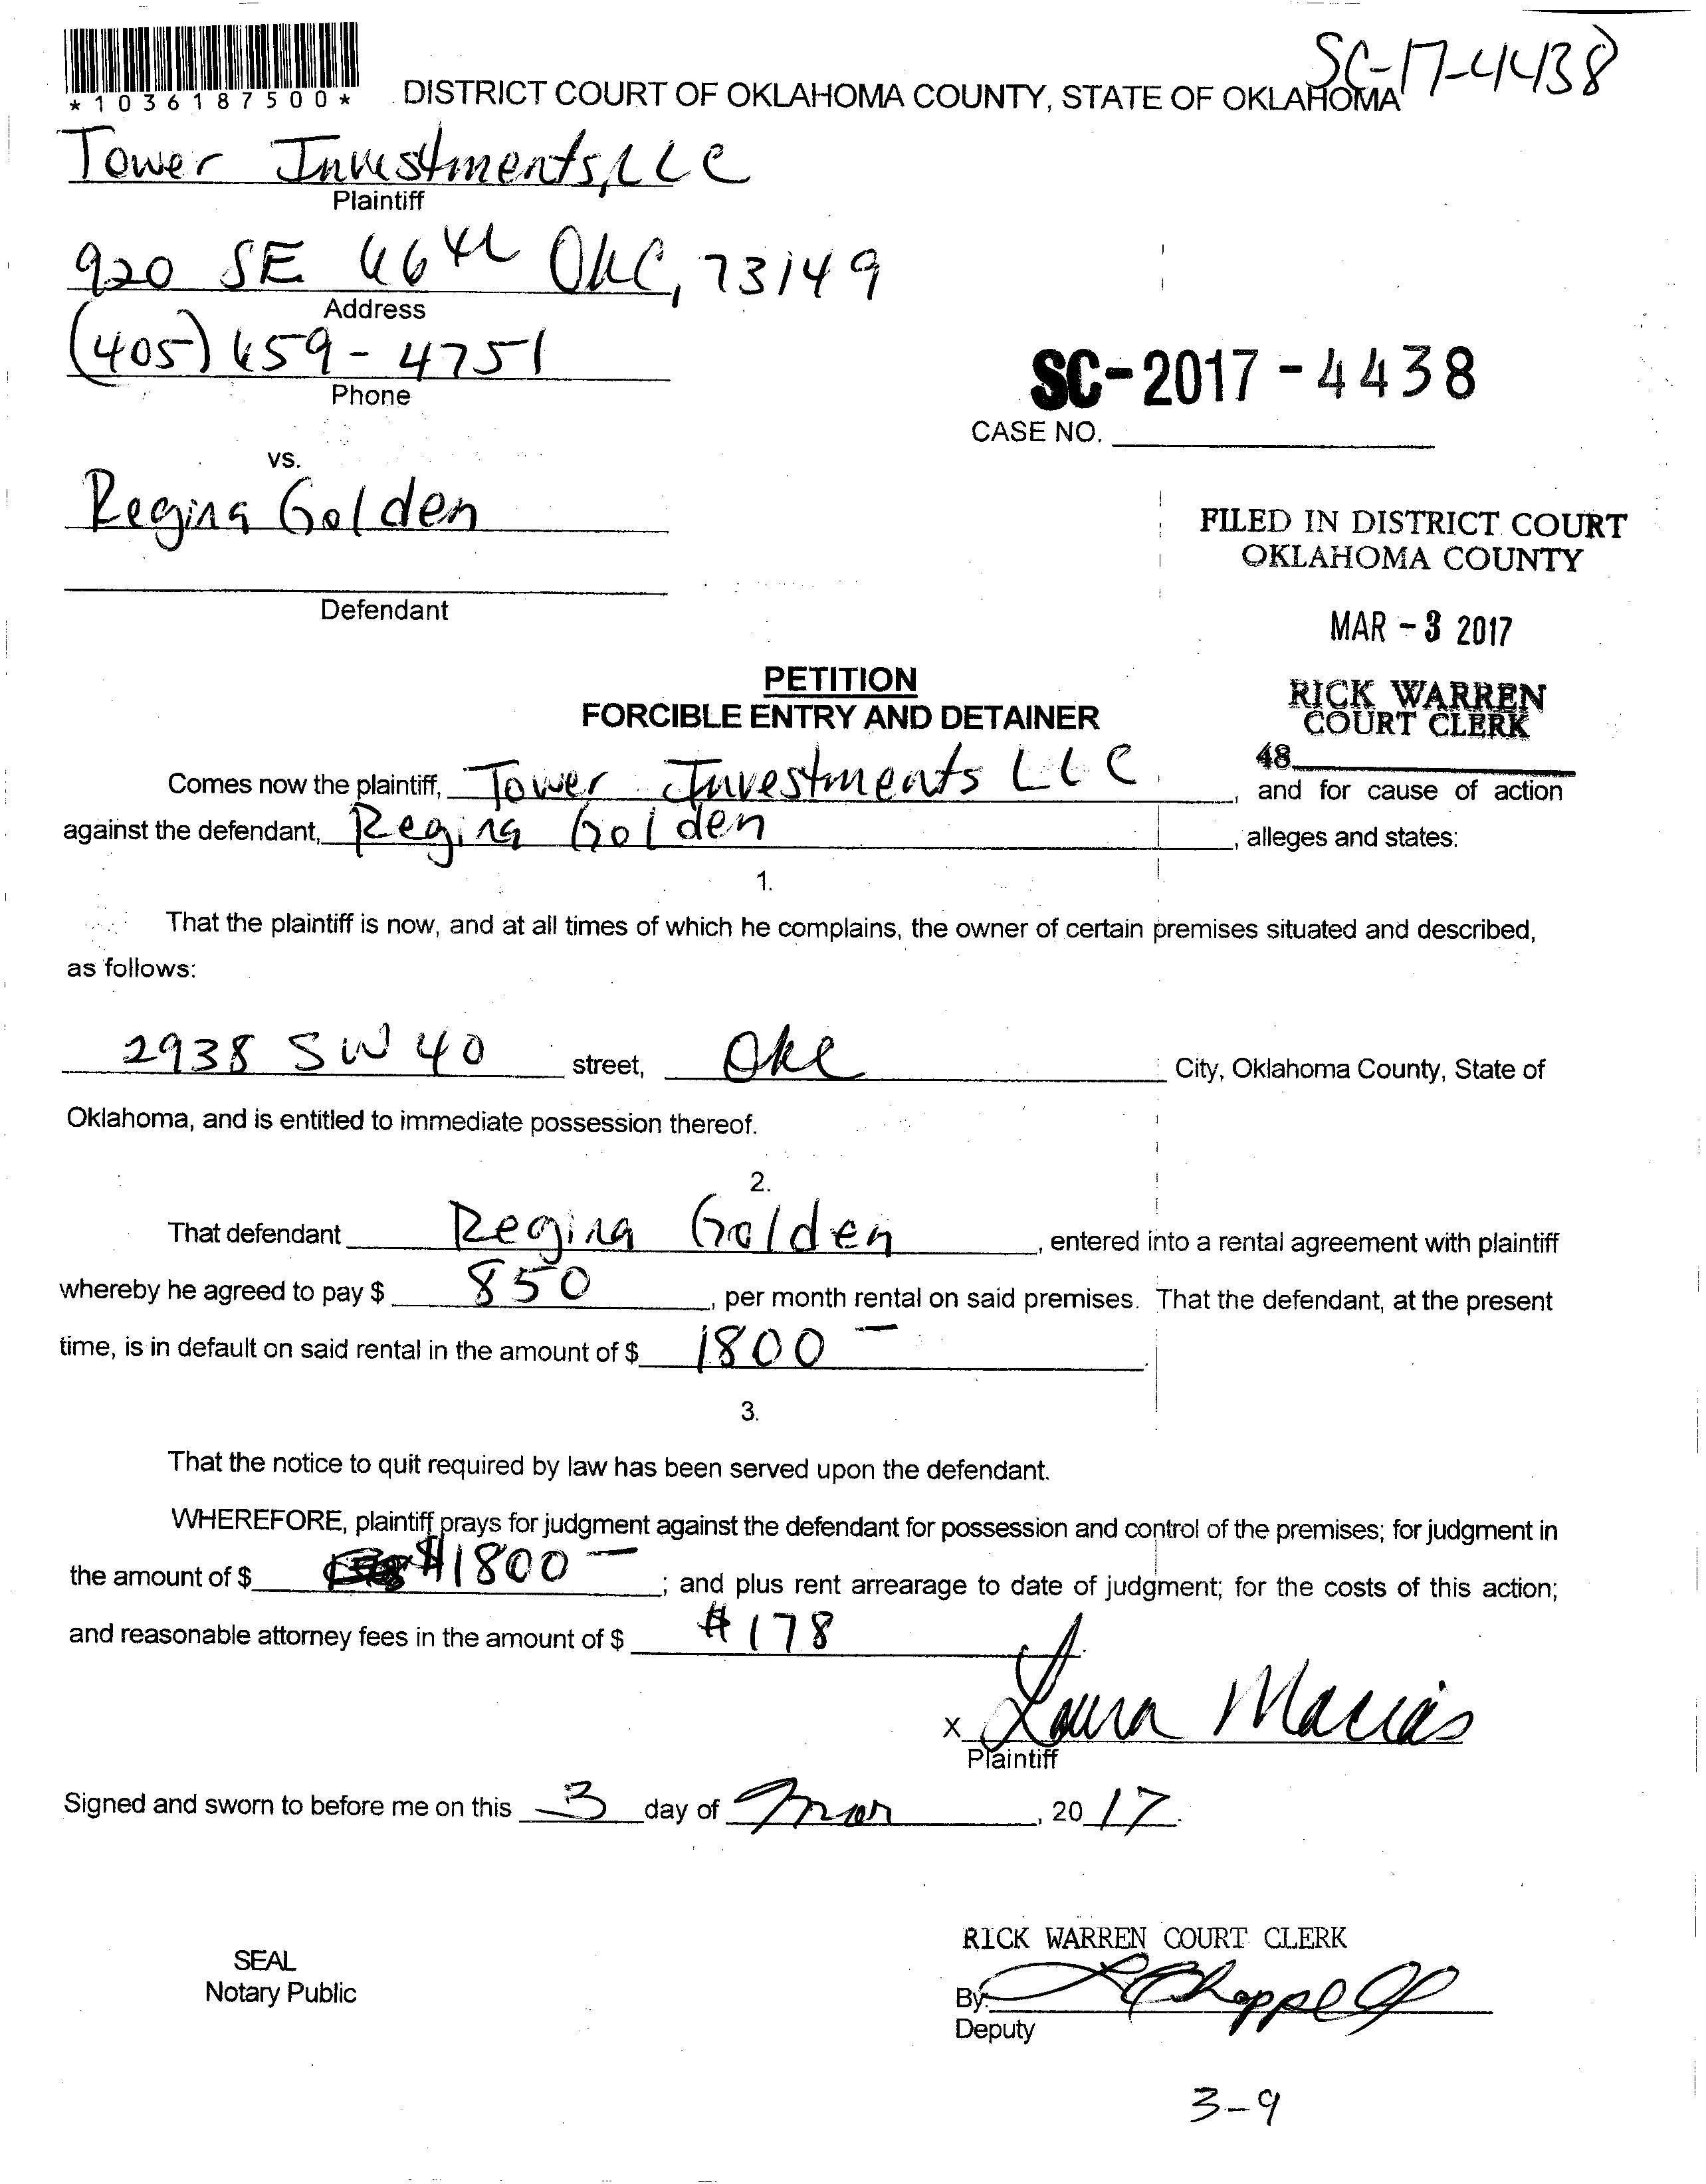 SC-17-4438
*1036187500*
DISTRICT COURT OF OKLAHOMA COUNTY, STATE OF OKLAHOMA
Tower Investments, LLC
Plaintiff
920 SE 66th OKC, 73149
Address
(405) 659-4751
Phone
SC-2017-4438
CASE NO.
vs.
Regina Golden
Defendant
FILED IN DISTRICT COURT
OKLAHOMA COUNTY
MAR -3 2017
RICK WARREN
COURT CLERK
48
PETITION
FORCIBLE ENTRY AND DETAINER
Comes now the plaintiff, Tower Investments LLC, and for cause of action
against the defendant, Regina Golden, alleges and states:
1.
That the plaintiff is now, and at all times of which he complains, the owner of certain premises situated and described,
as follows:
2938 SW 40 street, OKC City, Oklahoma County, State of
Oklahoma, and is entitled to immediate possession thereof.
2.
That defendant Regina Golden, entered into a rental agreement with plaintiff
whereby he agreed to pay $ 850, per month rental on said premises. That the defendant, at the present
time, is in default on said rental in the amount of $ 1800 —.
3.
That the notice to quit required by law has been served upon the defendant.
WHEREFORE, plaintiff prays for judgment against the defendant for possession and control of the premises; for judgment in
the amount of $ $1800 —; and plus rent arrearage to date of judgment; for the costs of this action;
and reasonable attorney fees in the amount of $ $178
x Laura Macias
Plaintiff
Signed and sworn to before me on this 3 day of Mar, 2017.
SEAL
Notary Public
RICK WARREN COURT CLERK
By: L Chappell
Deputy
3-9